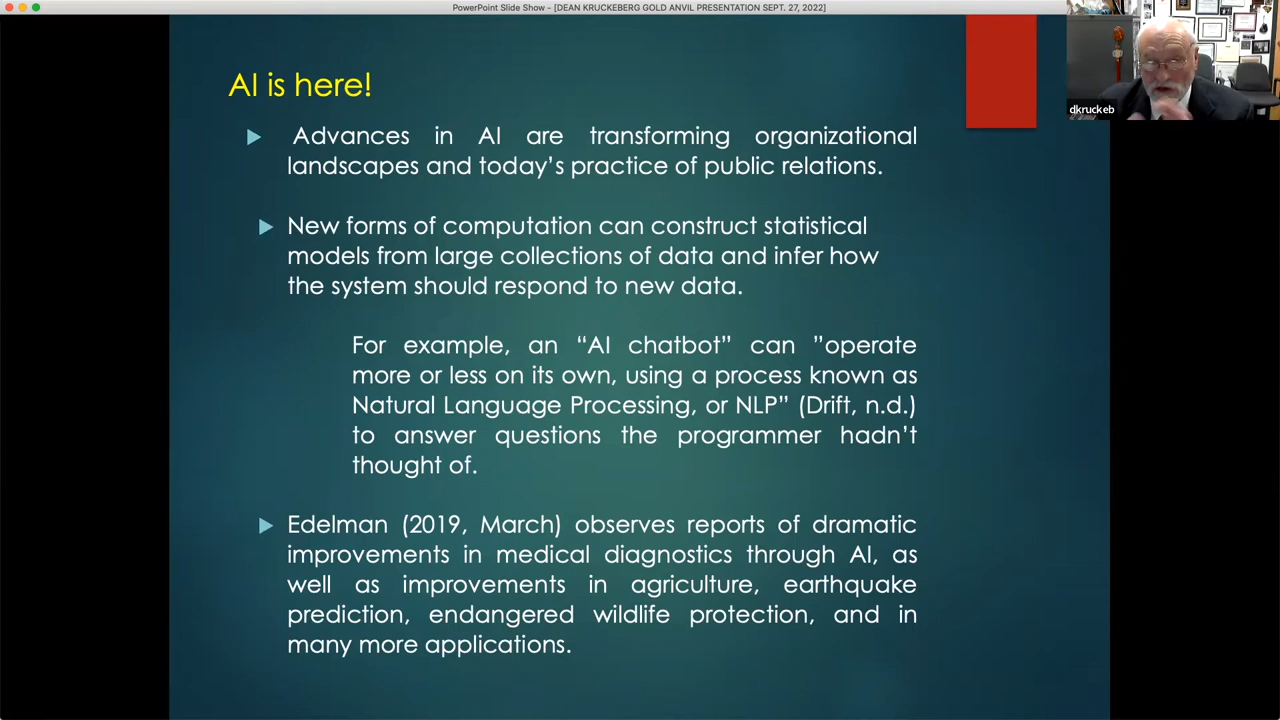 PowerPoint Slide Show - [DEAN KRUCKEBERG GOLD ANVIL PRESENTATION SEPT. 27, 2022]
AI is here!
Advances in AI are transforming organizational
landscapes and today’s practice of public relations.
New forms of computation can construct statistical
models from large collections of data and infer how
the system should respond to new data.
For example, an “AI chatbot” can ”operate
more or less on its own, using a process known as
Natural Language Processing, or NLP” (Drift, n.d.)
to answer questions the programmer hadn’t
thought of.
Edelman (2019, March) observes reports of dramatic
improvements in medical diagnostics through AI, as
well as improvements in agriculture, earthquake
prediction, endangered wildlife protection, and in
many more applications.
dkruckeb